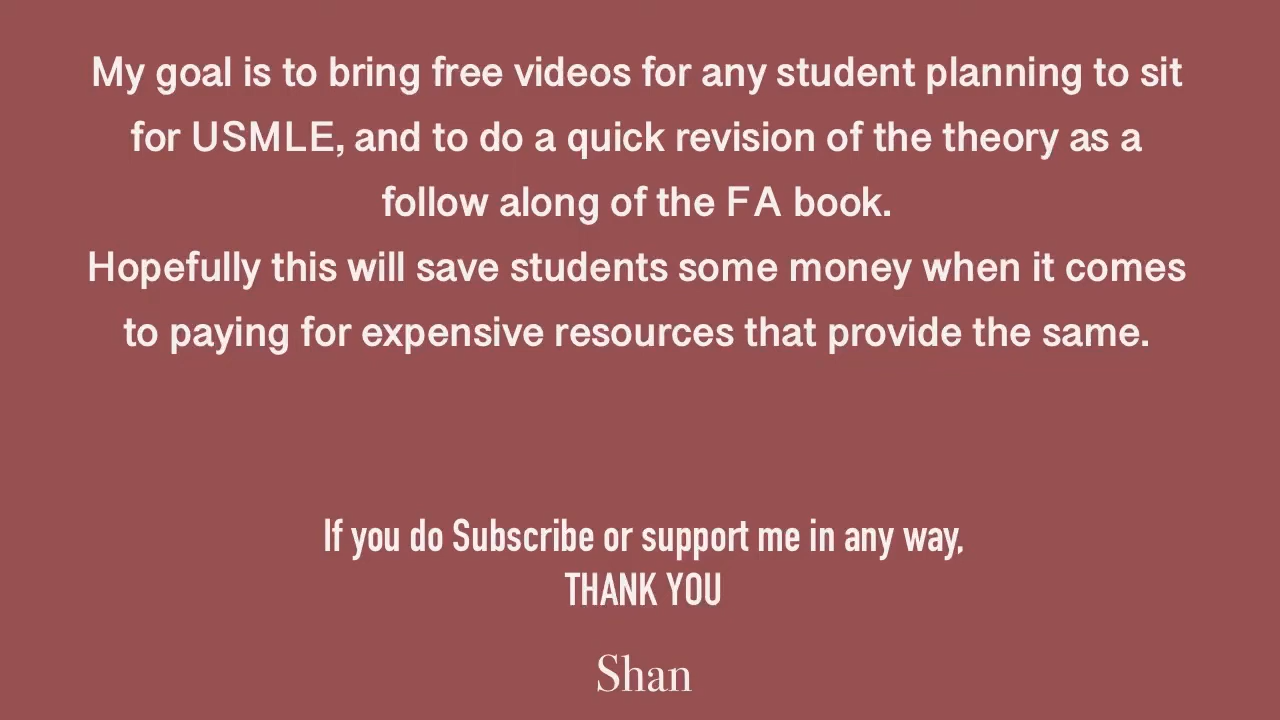 My goal is to bring free videos for any student planning to sit
for USMLE, and to do a quick revision of the theory as a
follow along of the FA book.
Hopefully this will save students some money when it comes
to paying for expensive resources that provide the same.
If you do Subscribe or support me in any way,
THANK YOU
Shan